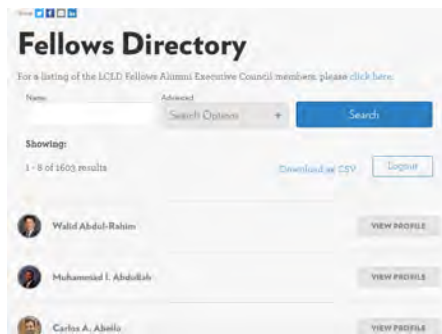 Fellows Directory
For a listing of the LCLD Fellows Alumni Executive Council members, please click here.
Name
Advanced
Search Options +
Search
Showing:
1 - 8 of 1603 results
Download as CSV
Logout
Walid Abdul-Rahim
VIEW PROFILE
Muhammad I. Abdullah
VIEW PROFILE
Carlos A. Abello
VIEW PROFILE